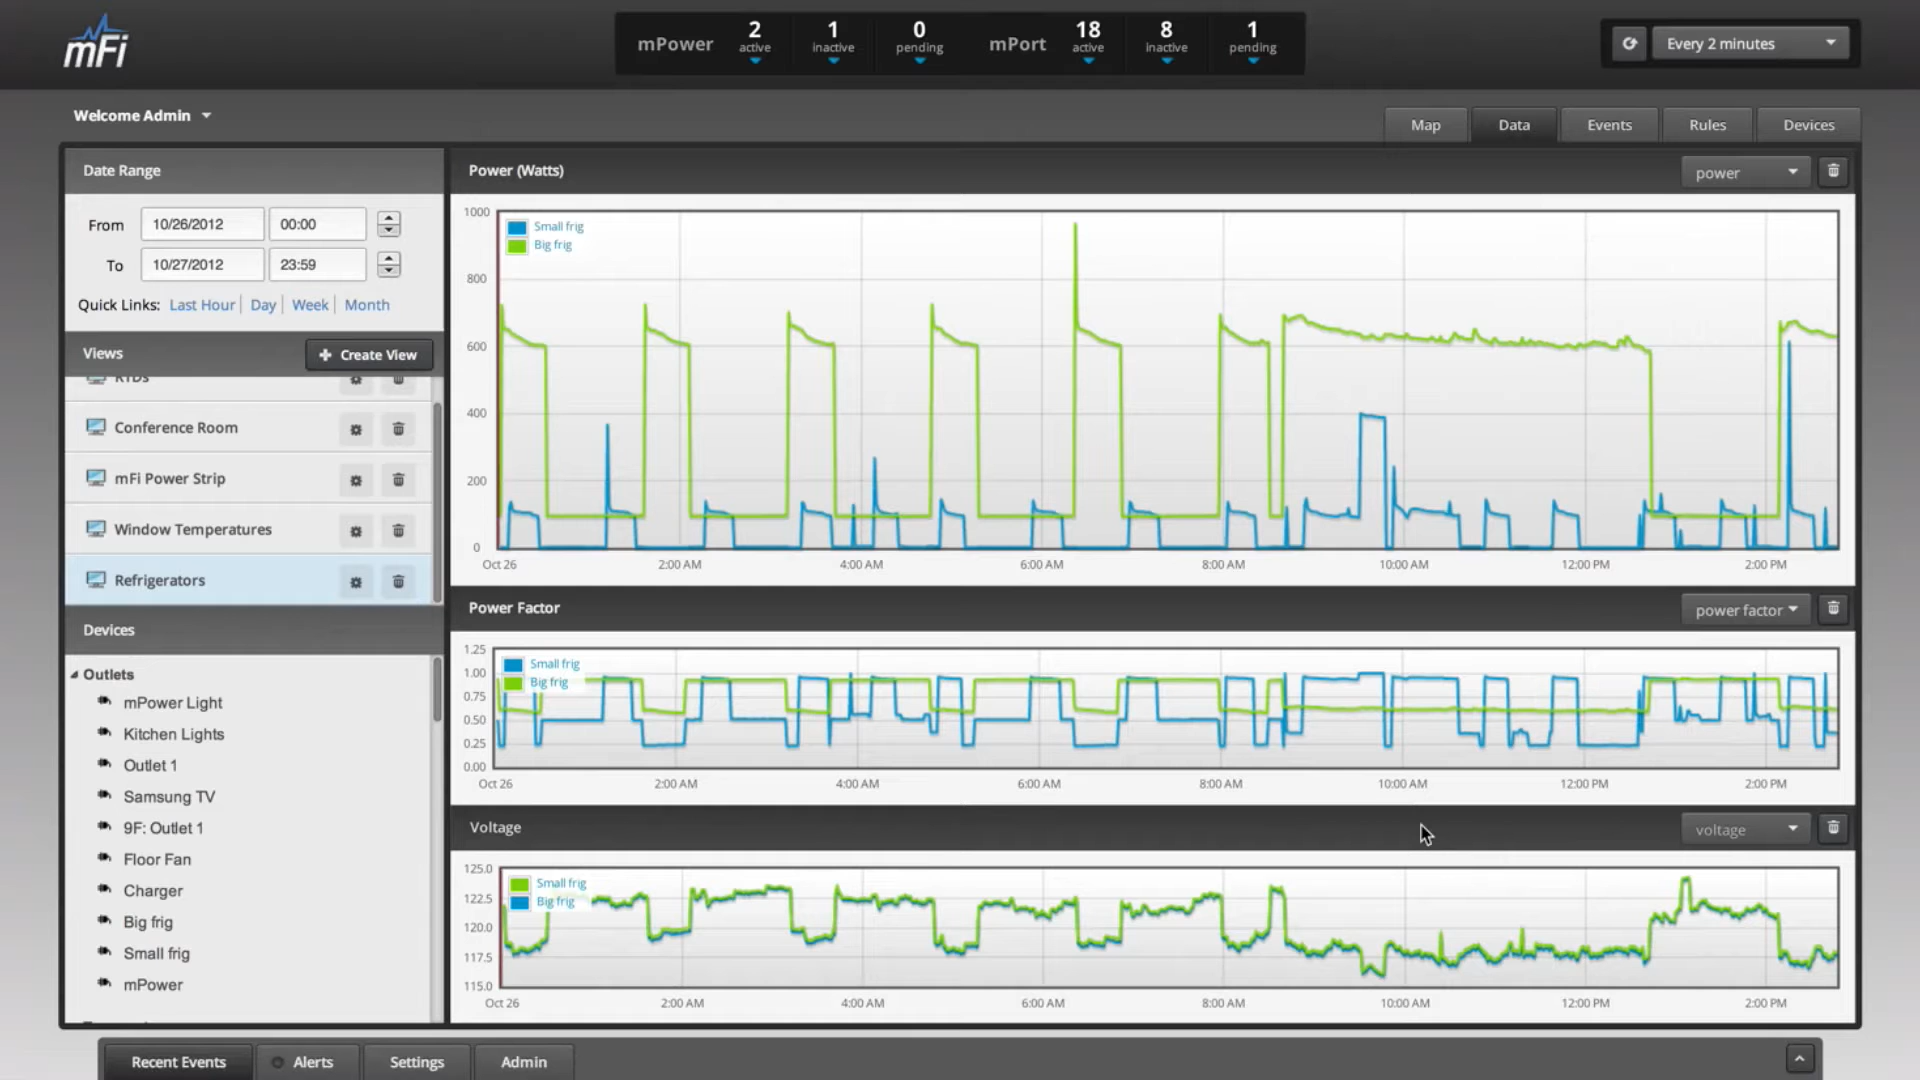 mFi
mPower 2 active 1 inactive 0 pending mPort 18 active 8 inactive 1 pending
Every 2 minutes
Welcome Admin
Map Data Events Rules Devices
Date Range
From 10/26/2012 00:00
To 10/27/2012 23:59
Quick Links: Last Hour | Day | Week | Month
Views
Create View
RTDs
Conference Room
mFi Power Strip
Window Temperatures
Refrigerators
Devices
Outlets
mPower Light
Kitchen Lights
Outlet 1
Samsung TV
9F: Outlet 1
Floor Fan
Charger
Big frig
Small frig
mPower
Power (Watts)
power
1000
800
600
400
200
0
Small frig
Big frig
Oct 26 2:00 AM 4:00 AM 6:00 AM 8:00 AM 10:00 AM 12:00 PM 2:00 PM
Power Factor
power factor
1.25
1.00
0.75
0.50
0.25
0.00
Small frig
Big frig
Oct 26 2:00 AM 4:00 AM 6:00 AM 8:00 AM 10:00 AM 12:00 PM 2:00 PM
Voltage
voltage
125.0
122.5
120.0
117.5
115.0
Small frig
Big frig
Oct 26 2:00 AM 4:00 AM 6:00 AM 8:00 AM 10:00 AM 12:00 PM 2:00 PM
Recent Events Alerts Settings Admin